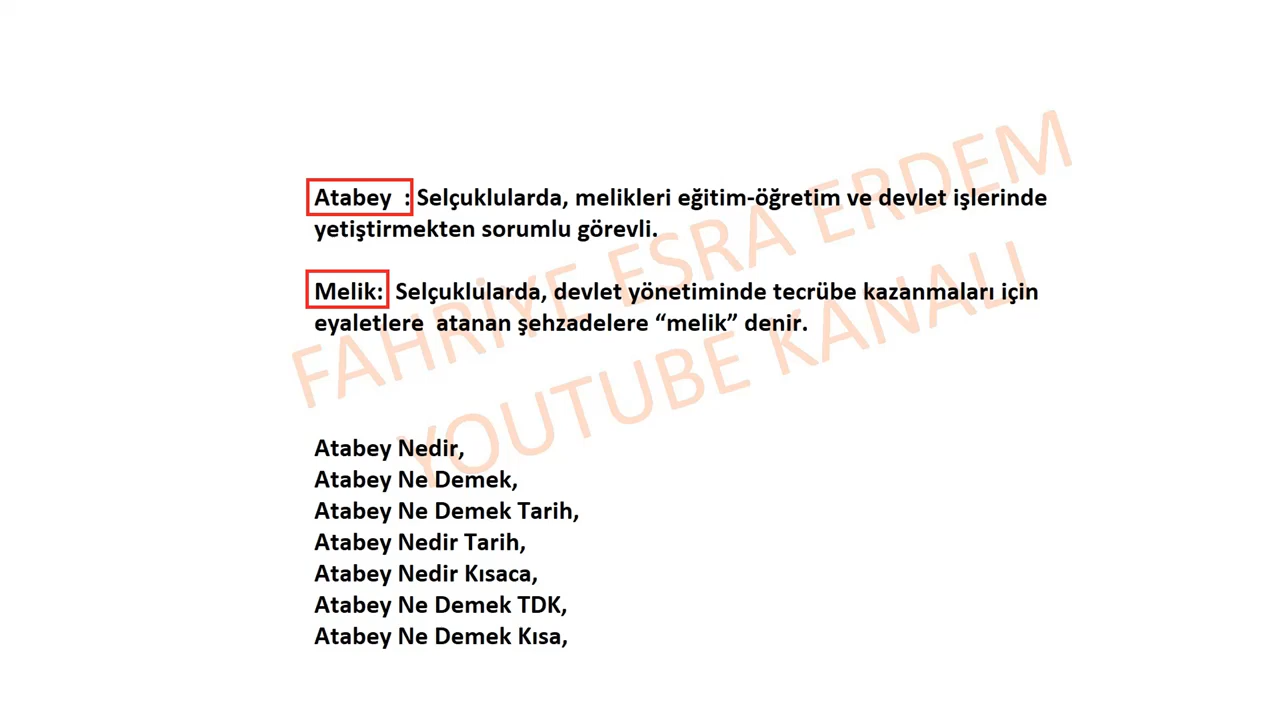 Atabey : Selçuklularda, melikleri eğitim-öğretim ve devlet işlerinde
yetiştirmekten sorumlu görevli.
Melik: Selçuklularda, devlet yönetiminde tecrübe kazanmaları için
eyaletlere atanan şehzadelere “melik” denir.
FAHRİYE ESRA ERDEM
YOUTUBE KANALI
Atabey Nedir,
Atabey Ne Demek,
Atabey Ne Demek Tarih,
Atabey Nedir Tarih,
Atabey Nedir Kısaca,
Atabey Ne Demek TDK,
Atabey Ne Demek Kısa,